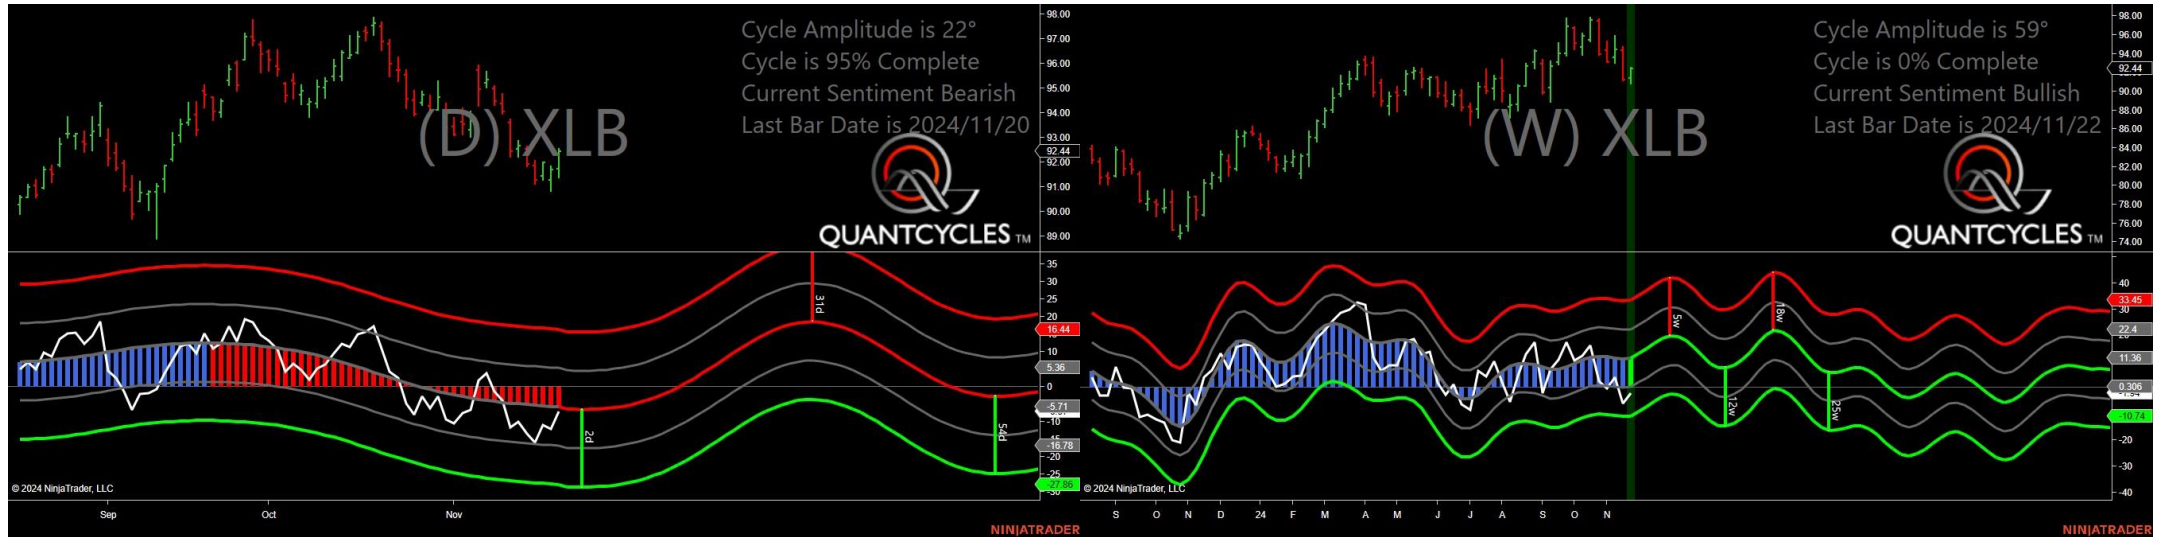 Cycle Amplitude is 22°
Cycle is 95% Complete
Current Sentiment Bearish
Last Bar Date is 2024/11/20
(D) XLB
QUANTCYCLES TM
98.00
97.00
96.00
95.00
94.00
93.00
92.44
92.00
91.00
90.00
89.00
35
30
25
20
16.44
10
5.36
0
-5.71
-10
-16.78
-20
-25
-27.86
-30
31d
2d
54d
© 2024 NinjaTrader, LLC
Sep Oct Nov
NINJATRADER
Cycle Amplitude is 59°
Cycle is 0% Complete
Current Sentiment Bullish
Last Bar Date is 2024/11/22
(W) XLB
QUANTCYCLES TM
98.00
96.00
94.00
92.44
90.00
88.00
86.00
84.00
82.00
80.00
78.00
76.00
74.00
40
33.45
30
22.4
20
11.36
0.306
-1.94
-10.74
-20
-30
-40
5w
18w
12w
25w
© 2024 NinjaTrader, LLC
S O N D 24 F M A M J J A S O N
NINJATRADER